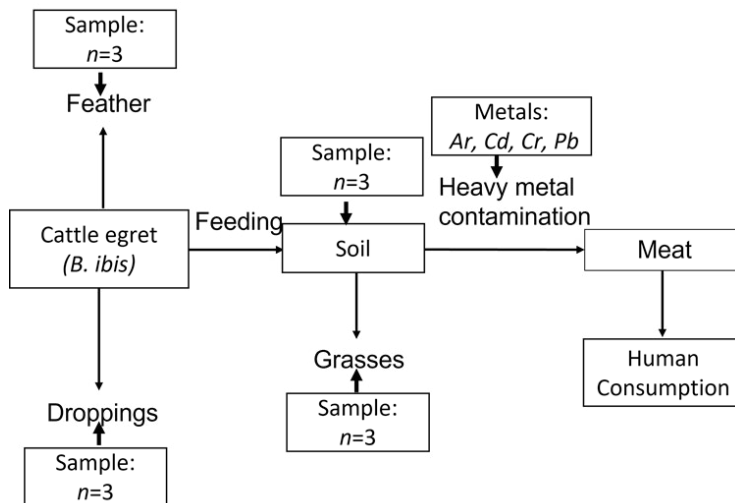 Sample:
n=3
Feather
Metals:
Ar, Cd, Cr, Pb
Sample:
n=3
Heavy metal
contamination
Feeding
Cattle egret
(B. ibis)
Soil
Meat
Grasses
Human
Consumption
Droppings
Sample:
n=3
Sample:
n=3